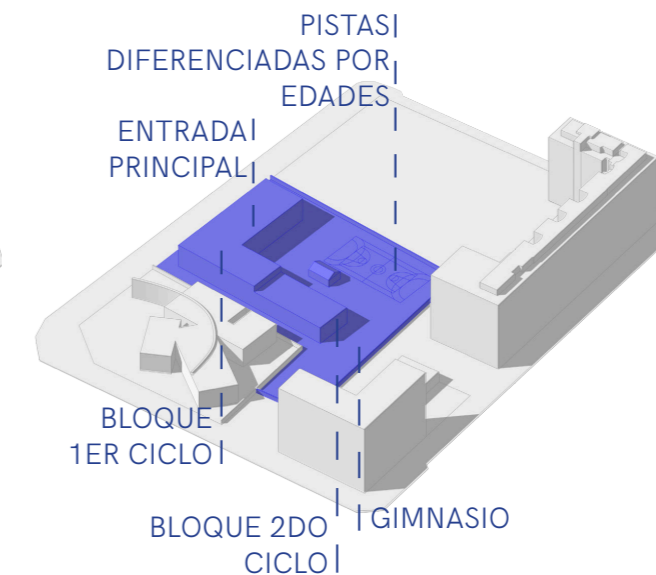 PISTAS
DIFERENCIADAS POR
EDADES
ENTRADA
PRINCIPAL
BLOQUE
1ER CICLO
BLOQUE 2DO
CICLO
GIMNASIO